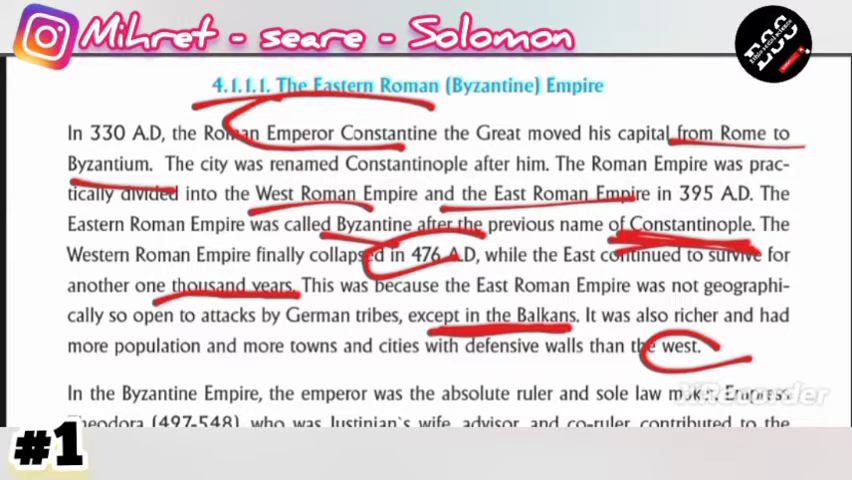 Mihret - seare - Solomon
ESS
4.1.1.1. The Eastern Roman (Byzantine) Empire
In 330 A.D, the Roman Emperor Constantine the Great moved his capital from Rome to
Byzantium. The city was renamed Constantinople after him. The Roman Empire was prac-
tically divided into the West Roman Empire and the East Roman Empire in 395 A.D. The
Eastern Roman Empire was called Byzantine after the previous name of Constantinople. The
Western Roman Empire finally collapsed in 476 A.D, while the East continued to survive for
another one thousand years. This was because the East Roman Empire was not geographi-
cally so open to attacks by German tribes, except in the Balkans. It was also richer and had
more population and more towns and cities with defensive walls than the west.
XRecorder
In the Byzantine Empire, the emperor was the absolute ruler and sole law maker. Empress
Theodora (497-548), who was Justinian`s wife, advisor, and co-ruler contributed to the
#1